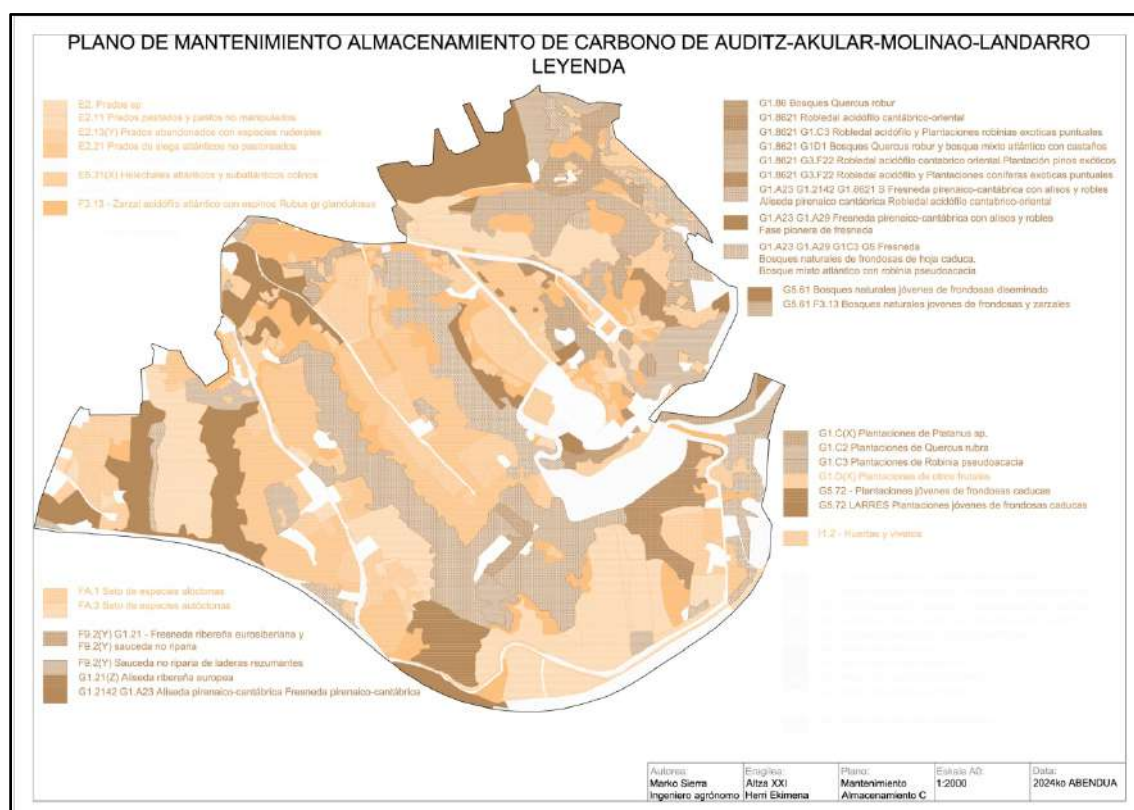 PLANO DE MANTENIMIENTO ALMACENAMIENTO DE CARBONO DE AUDITZ-AKULAR-MOLINAO-LANDARRO
LEYENDA
E2. Prados sp
E2.11 Prados pastados y pastos no manipulados
E2.13(Y) Prados abandonados con especies ruderales
E2.21 Prados de siega atlánticos no pastoreados
E5.31(X) Helechales atlánticos y subatlánticos colinos
F3.13 - Zarzal acidófilo atlántico con espinos Rubus gr glandulosus
G1.86 Bosques Quercus robur
G1.8621 Robledal acidófilo cantábrico-oriental
G1.8621 G1.C3 Robledal acidófilo y Plantaciones robinias exoticas puntuales
G1.8621 G1D1 Bosques Quercus robur y bosque mixto atlántico con castaños
G1.8621 G3.F22 Robledal acidófilo cantabrico oriental Plantación pinos exóticos
G1.8621 G3.F22 Robledal acidófilo y Plantaciones coniferas exoticas puntuales
G1.A23 G1.2142 G1.8621 S Fresneda pirenaico-cantábrica con alisos y robles
Aliseda pirenaico cantábrica Robledal acidófilo cantabrico-oriental
G1.A23 G1.A29 Fresneda pirenaico-cantábrica con alisos y robles
Fase pionera de fresneda
G1.A23 G1.A29 G1C3 G5 Fresneda
Bosques naturales de frondosas de hoja caduca.
Bosque mixto atlántico con robinia pseudoacacia
G5.61 Bosques naturales jóvenes de frondosas diseminado
G5.61 F3.13 Bosques naturales jovenes de frondosas y zarzales
G1.C(X) Plantaciones de Platanus sp.
G1.C2 Plantaciones de Quercus rubra
G1.C3 Plantaciones de Robinia pseudoacacia
G1.D(X) Plantaciones de otros frutales
G5.72 - Plantaciones jóvenes de frondosas caducas
G5.72 LARRES Plantaciones jóvenes de frondosas caducas
I1.2 - Huertas y viveros
FA.1 Seto de especies alóctonas
FA.3 Seto de especies autóctonas
F9.2(Y) G1.21 - Fresneda ribereña eurosiberiana y
F9.2(Y) sauceda no riparia
F9.2(Y) Sauceda no riparia de laderas rezumantes
G1.21(Z) Aliseda ribereña europea
G1.2142 G1.A23 Aliseda pirenaico-cantábrica Fresneda pirenaico-cantábrica
Autorea: Eragilea: Plano: Eskala A0: Data:
Marko Sierra Altza XXI Mantenimiento 1:2000 2024ko ABENDUA
Ingeniero agrónomo Herri Ekimena Almacenamiento C